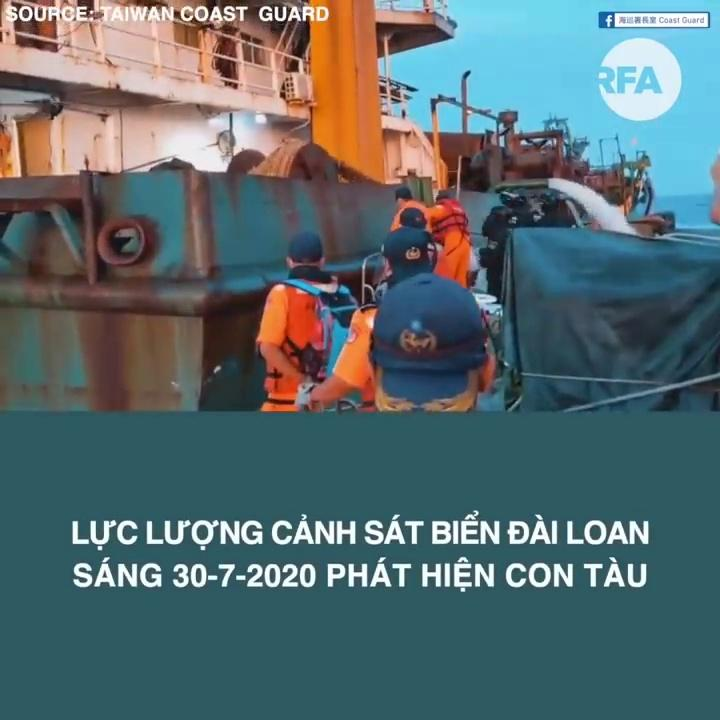 SOURCE: TAIWAN COAST GUARD
海巡署長室 Coast Guard
RFA
LỰC LƯỢNG CẢNH SÁT BIỂN ĐÀI LOAN
SÁNG 30-7-2020 PHÁT HIỆN CON TÀU